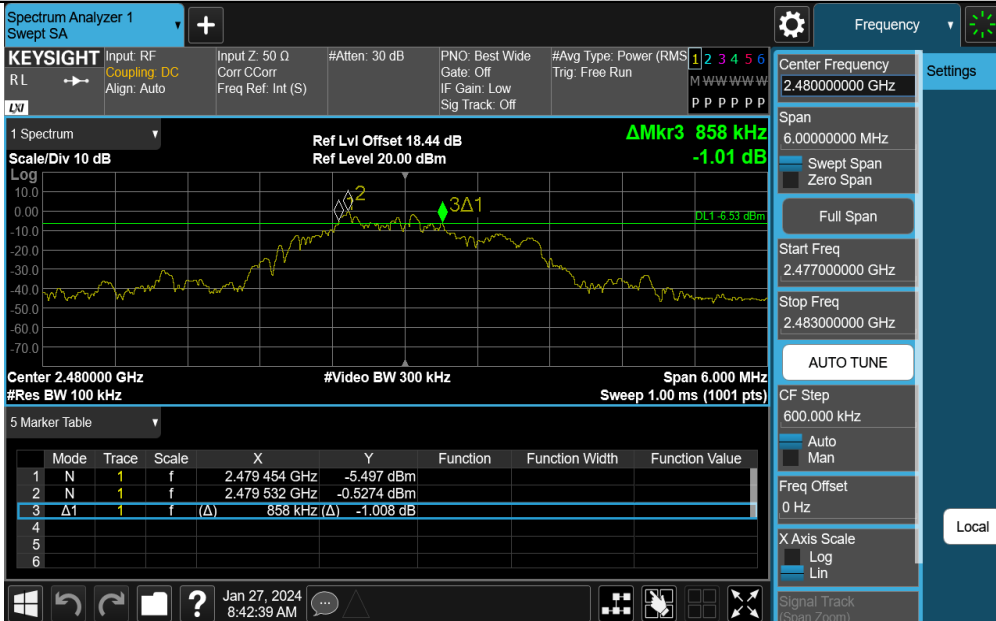 Spectrum Analyzer 1
Swept SA
+
Frequency
KEYSIGHT
RL
LXI
Input: RF
Coupling: DC
Align: Auto
Input Z: 50 Ω
Corr CCorr
Freq Ref: Int (S)
#Atten: 30 dB
PNO: Best Wide
Gate: Off
IF Gain: Low
Sig Track: Off
#Avg Type: Power (RMS
Trig: Free Run
1 2 3 4 5 6
M W W W W W
P P P P P P
1 Spectrum
Scale/Div 10 dB
Ref Lvl Offset 18.44 dB
Ref Level 20.00 dBm
ΔMkr3 858 kHz
-1.01 dB
Log
10.0
0.00
-10.0
-20.0
-30.0
-40.0
-50.0
-60.0
-70.0
2
3Δ1
DL1 -6.53 dBm
Center 2.480000 GHz
#Video BW 300 kHz
Span 6.000 MHz
#Res BW 100 kHz
Sweep 1.00 ms (1001 pts)
5 Marker Table
Mode Trace Scale X Y Function Function Width Function Value
1 N 1 f 2.479 454 GHz -5.497 dBm
2 N 1 f 2.479 532 GHz -0.5274 dBm
3 Δ1 1 f (Δ) 858 kHz (Δ) -1.008 dB
4
5
6
?
Jan 27, 2024
8:42:39 AM
Center Frequency
2.480000000 GHz
Span
6.00000000 MHz
Swept Span
Zero Span
Full Span
Start Freq
2.477000000 GHz
Stop Freq
2.483000000 GHz
AUTO TUNE
CF Step
600.000 kHz
Auto
Man
Freq Offset
0 Hz
X Axis Scale
Log
Lin
Signal Track
(Span Zoom)
Settings
Local